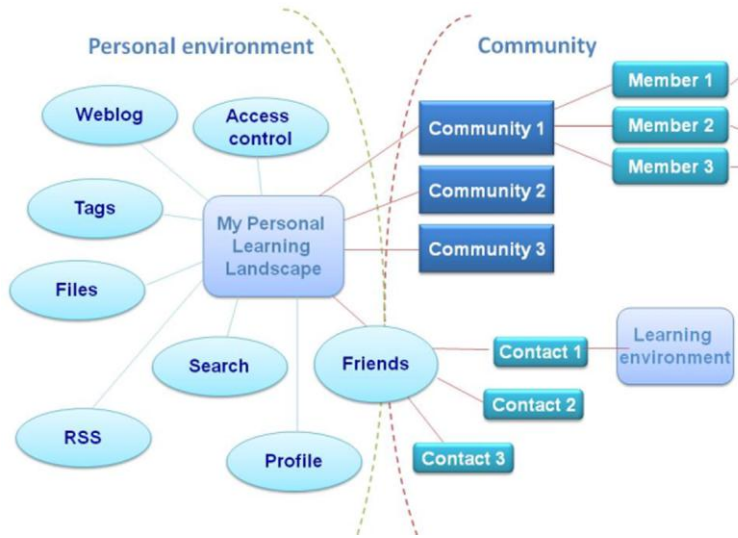 Personal environment
Community
Weblog
Access
control
Tags
Files
RSS
Search
Profile
My Personal
Learning
Landscape
Friends
Community 1
Community 2
Community 3
Member 1
Member 2
Member 3
Contact 1
Contact 2
Contact 3
Learning
environment